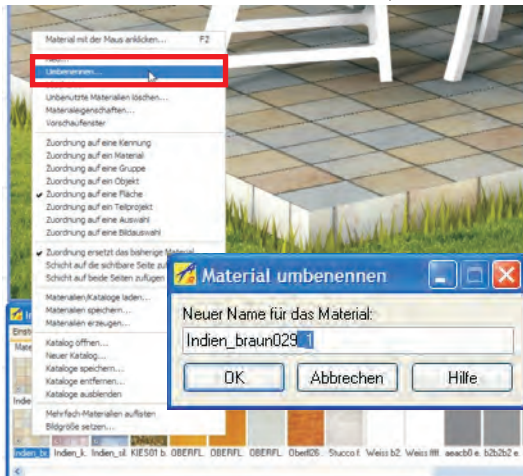 Material mit der Maus anklicken... F2
Neu...
Umbenennen...
Unbenutzte Materialien löschen...
Materialeigenschaften...
Vorschaufenster
Zuordnung auf eine Kennung
Zuordnung auf ein Material
Zuordnung auf eine Gruppe
Zuordnung auf ein Objekt
Zuordnung auf eine Fläche
Zuordnung auf ein Teilprojekt
Zuordnung auf eine Auswahl
Zuordnung auf eine Bildauswahl
Zuordnung ersetzt das bisherige Material
Schicht auf die sichtbare Seite zuf
Schicht auf beide Seiten zufügen
Materialien/Kataloge laden...
Materialien speichern...
Materialien erzeugen...
Katalog öffnen...
Neuer Katalog...
Kataloge speichern...
Kataloge entfernen...
Kataloge ausblenden
Mehrfach-Materialien auflisten
Bildgröße setzen...
Material umbenennen
Neuer Name für das Material:
Indien_braun029_1
OK Abbrechen Hilfe
Einst
Mate
Indie
Indien_br. Indien_k. Indien_sil. KIES01 b. OBERFL. OBERFL. OBERFL. Oberfl26.. Stucco f. Weiss b2. Weiss ffff. aeacb0 e. b2b2b2 e.